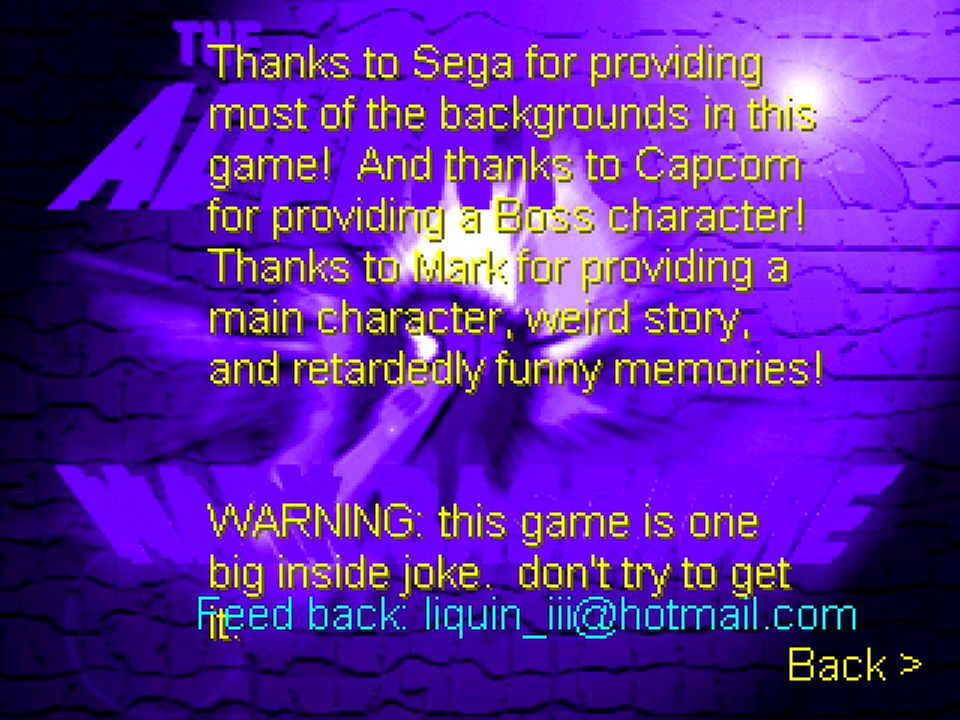 THE
Thanks to Sega for providing
most of the backgrounds in this
game!  And thanks to Capcom
for providing a Boss character!
Thanks to Mark for providing a
main character, weird story,
and retardedly funny memories!
WARNING: this game is one
big inside joke.  don't try to get
it.
Feed back: liquin_iii@hotmail.com
Back >